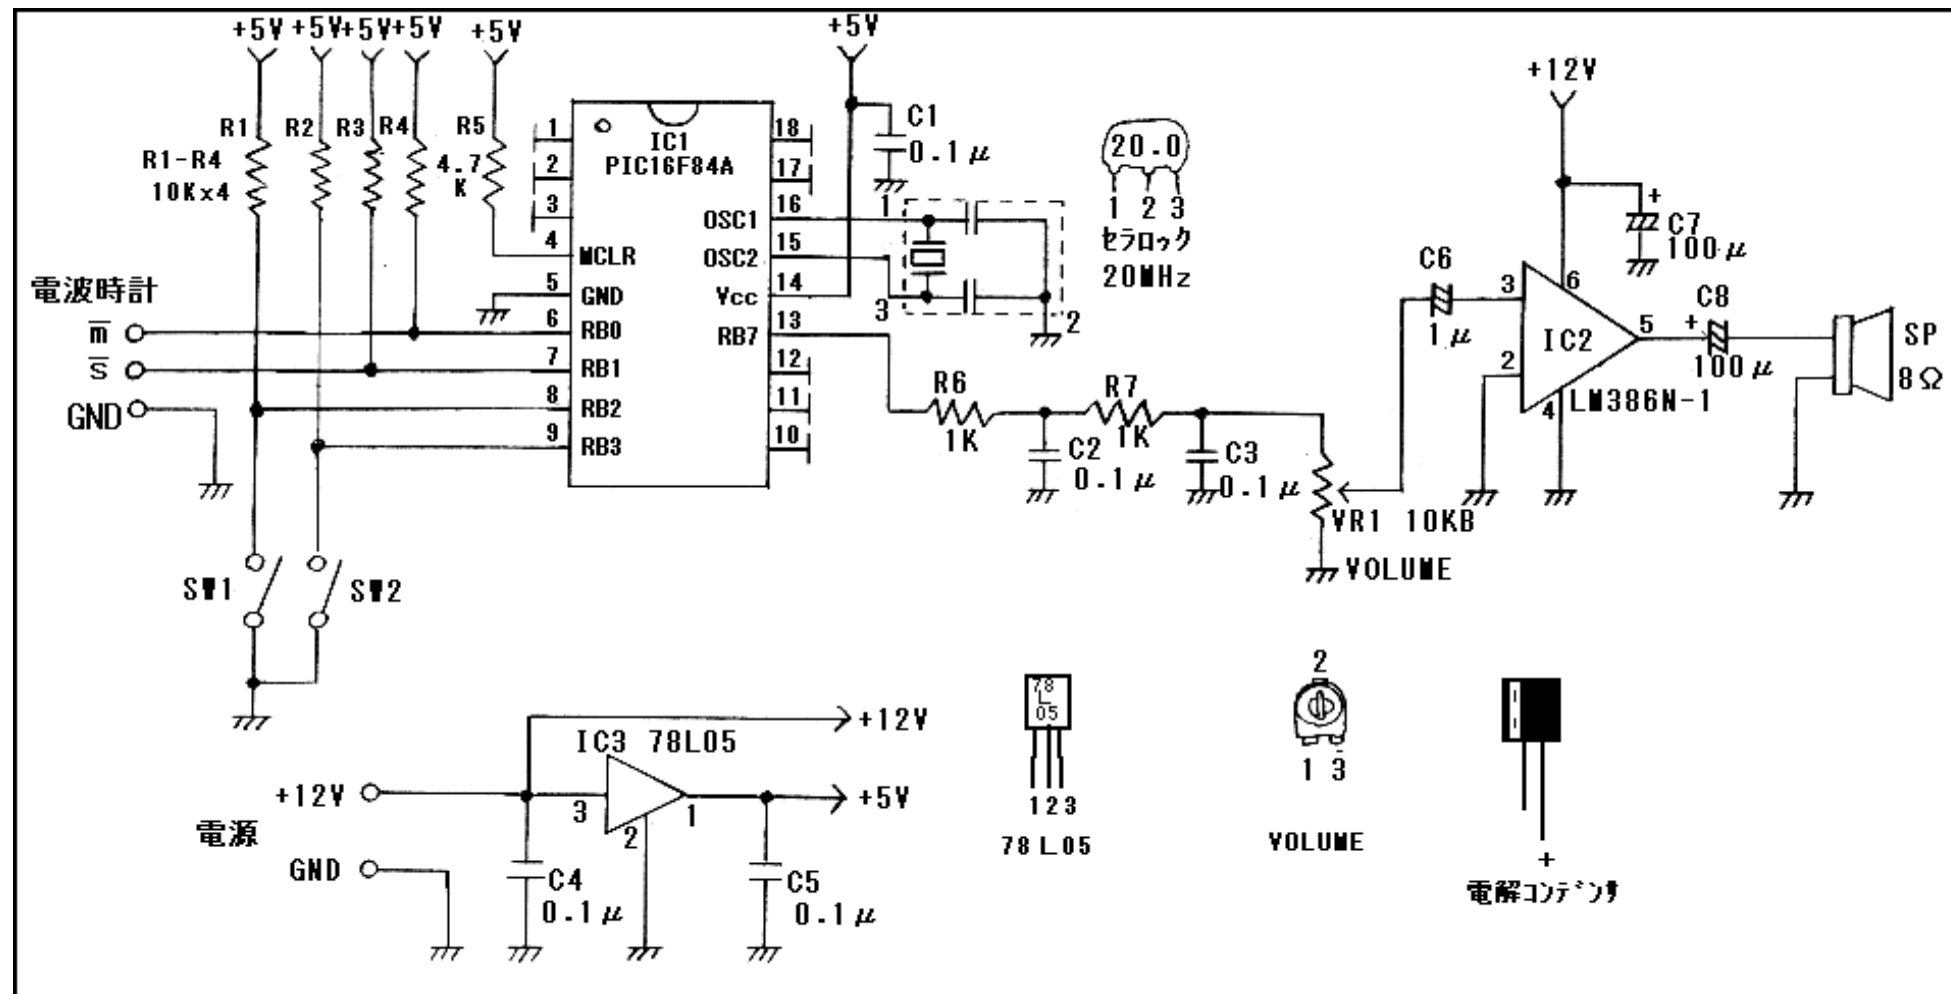 +5V +5V +5V +5V +5V +5V
+12V
R1 R2 R3 R4 R5
R1-R4
10Kx4
4.7
K
IC1
PIC16F84A
1 18
2 17
3 16 OSC1
4 MCLR 15 OSC2
5 GND 14 Vcc
6 RB0 13 RB7
7 RB1 12
8 RB2 11
9 RB3 10
C1
0.1μ
1
3
2
20.0
1 2 3
セラロック
20MHz
電波時計
m
s
GND
R6
1K
C2
0.1μ
R7
1K
C3
0.1μ
VR1 10KB
VOLUME
C6
1μ
3
2
6
5
4
IC2
LM386N-1
C7
+
100μ
C8
+
100μ
SP
8Ω
SW1
SW2
+12V
IC3 78L05
+12V
3
2
1
+5V
電源
GND
C4
0.1μ
C5
0.1μ
78
L
05
123
78L05
2
1 3
VOLUME
+
電解コンデンサ